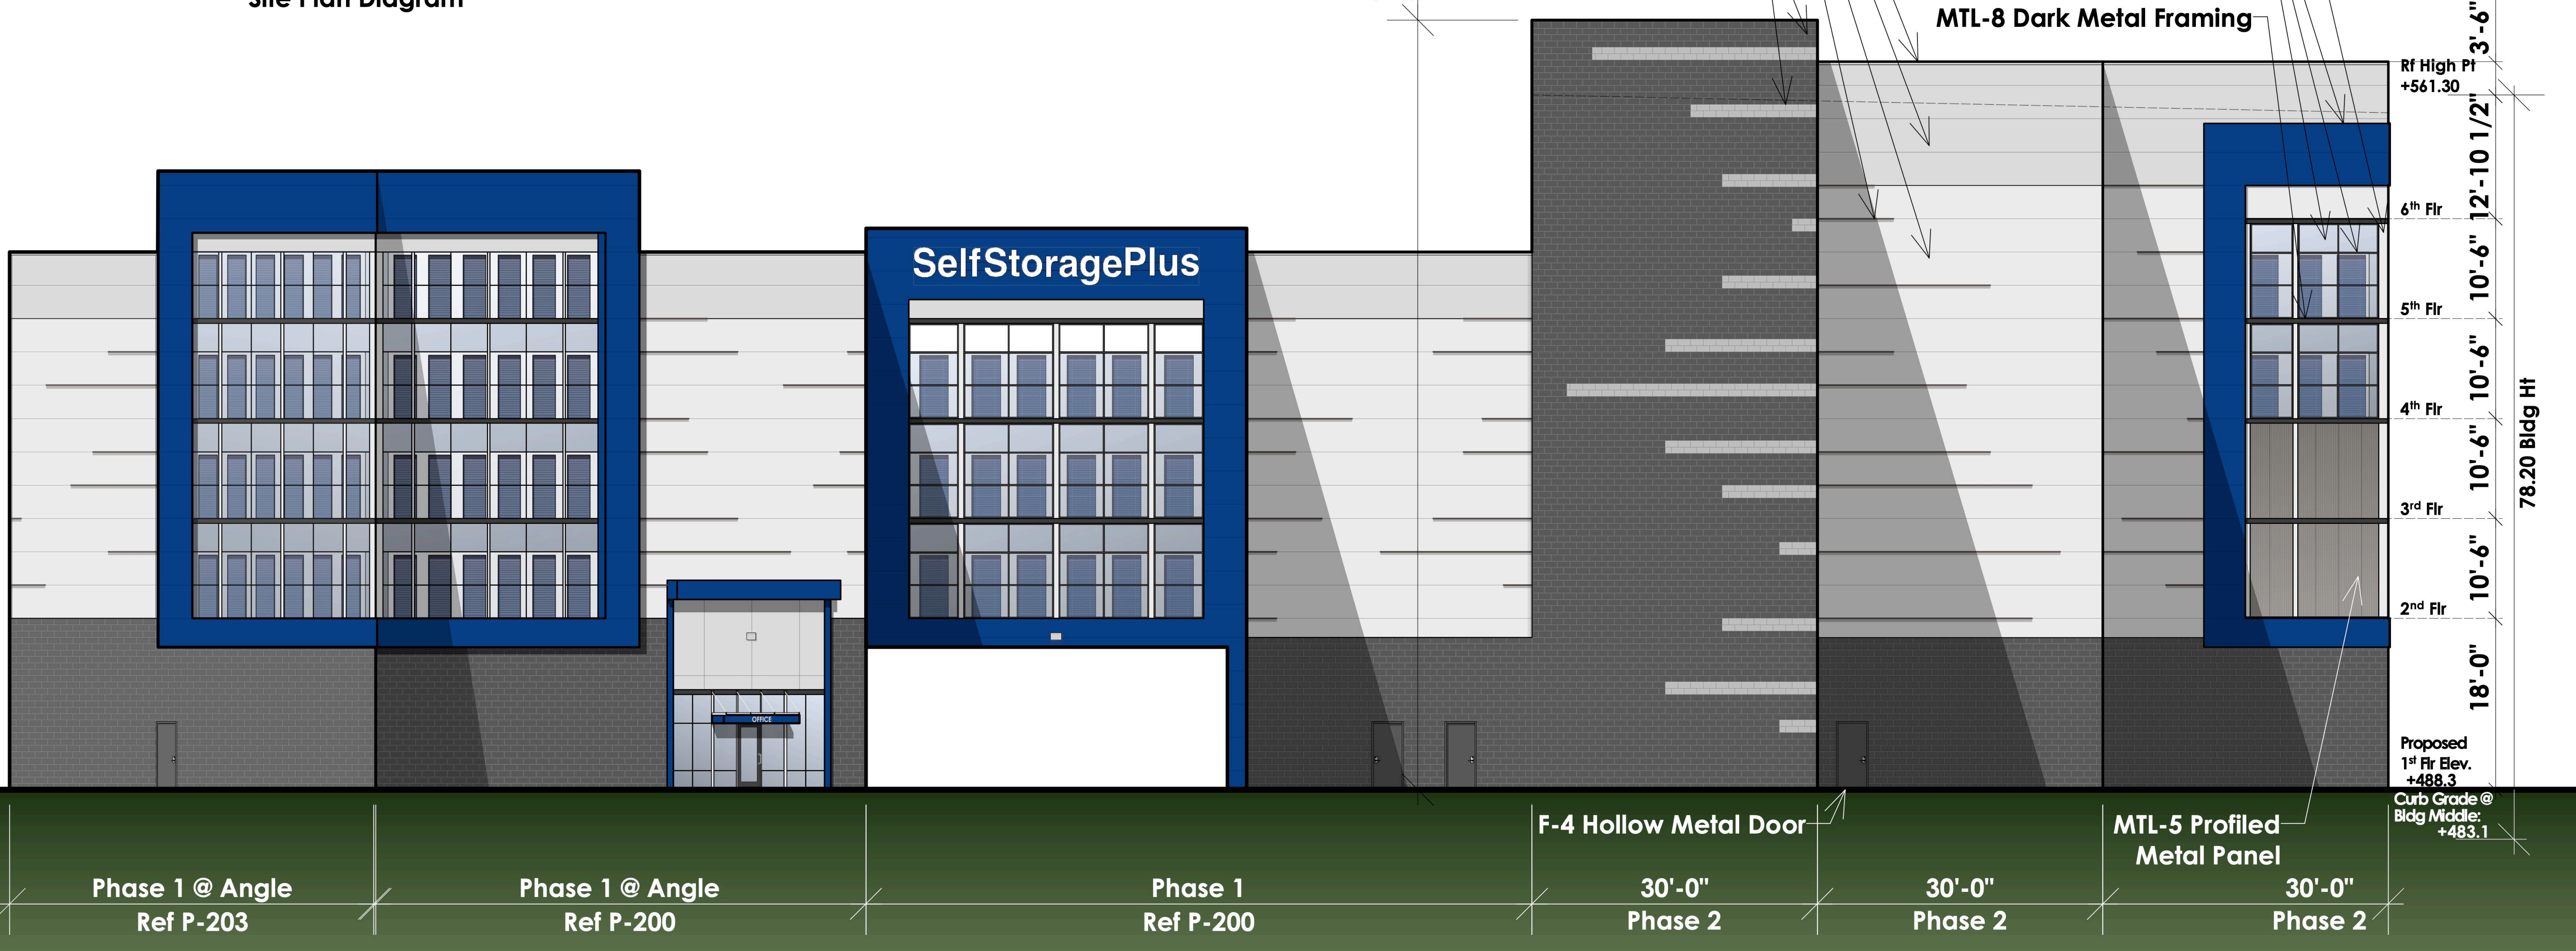 Site Plan Diagram
MTL-8 Dark Metal Framing
3'-6"
Rf High Pt
+561.30
12'-10 1/2"
6th Flr
10'-6"
5th Flr
10'-6"
4th Flr
10'-6"
3rd Flr
10'-6"
2nd Flr
18'-0"
78.20 Bldg Ht
SelfStoragePlus
OFFICE
Proposed
1st Flr Elev.
+488.3
Curb Grade @
Bldg Middle:
+483.1
F-4 Hollow Metal Door
MTL-5 Profiled
Metal Panel
Phase 1 @ Angle
Ref P-203
Phase 1 @ Angle
Ref P-200
Phase 1
Ref P-200
30'-0"
Phase 2
30'-0"
Phase 2
30'-0"
Phase 2